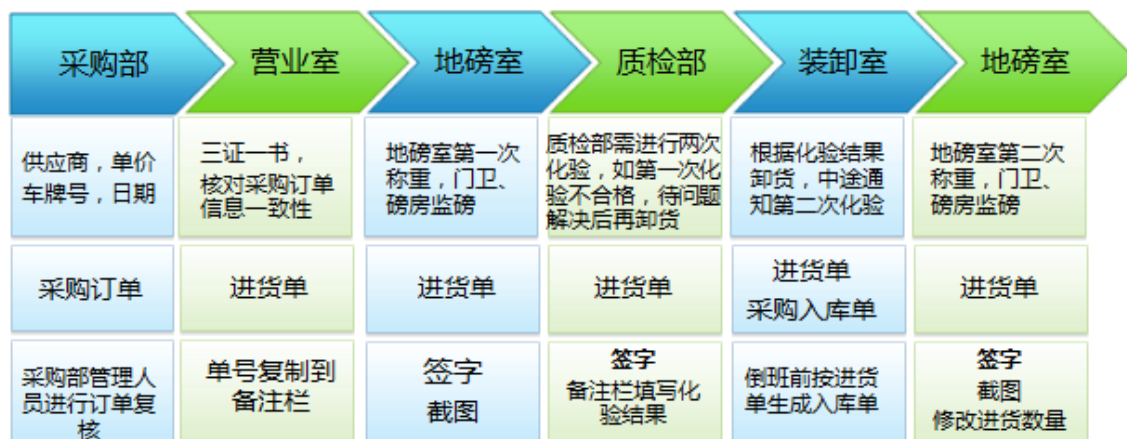 采购部
营业室
地磅室
质检部
装卸室
地磅室
供应商，单价
车牌号，日期
三证一书，
核对采购订单
信息一致性
地磅室第一次
称重，门卫、
磅房监磅
质检部需进行两次
化验，如第一次化
验不合格，待问题
解决后再卸货
根据化验结果
卸货，中途通
知第二次化验
地磅室第二次
称重，门卫、
磅房监磅
采购订单
进货单
进货单
进货单
进货单
采购入库单
进货单
采购部管理人
员进行订单复
核
单号复制到
备注栏
签字
截图
签字
备注栏填写化
验结果
倒班前按进货
单生成入库单
签字
截图
修改进货数量